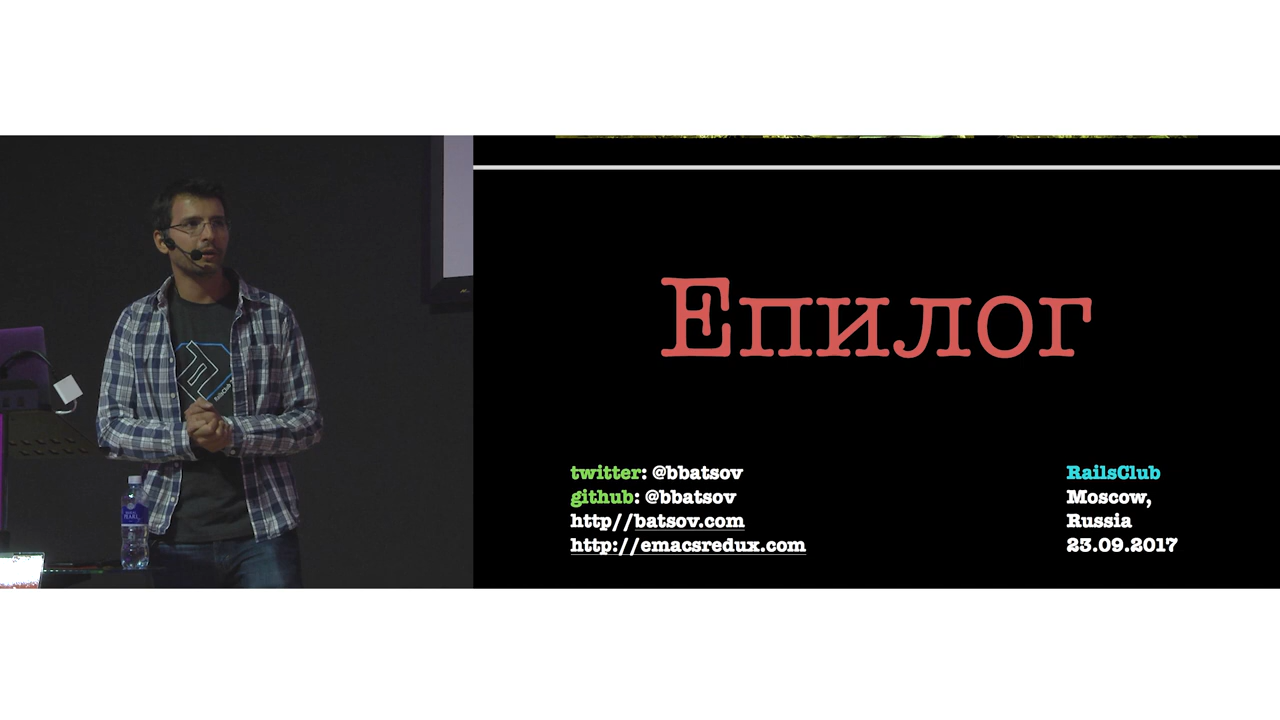 Епилог
twitter: @bbatsov
github: @bbatsov
http//batsov.com
http://emacsredux.com
RailsClub
Moscow,
Russia
23.09.2017